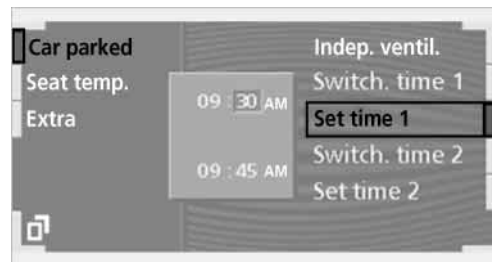 Car parked
Seat temp.
Extra
09 : 30 AM
09 : 45 AM
Indep. ventil.
Switch. time 1
Set time 1
Switch. time 2
Set time 2